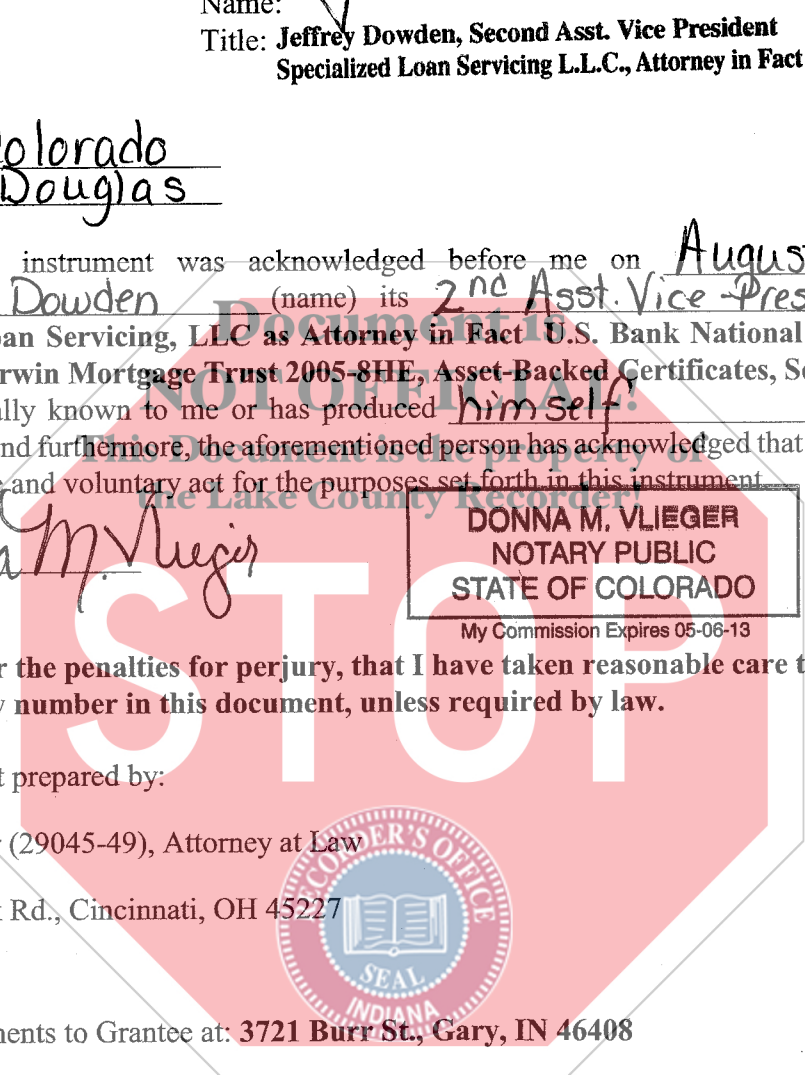 Name:
Title: Jeffrey Dowden, Second Asst. Vice President
Specialized Loan Servicing L.L.C., Attorney in Fact
Colorado
Douglas
instrument was acknowledged before me on Augus
Dowden (name) its 2nd Asst. Vice Pres
an Servicing, LLC as Attorney in Fact U.S. Bank National
rwin Mortgage Trust 2005-8HE, Asset-Backed Certificates, Se
ally known to me or has produced himself
nd furthermore, the aforementioned person has acknowledged that
and voluntary act for the purposes set forth in this instrument
Document is
NOT OFFICIAL!
This Document is the property of
the Lake County Recorder!
a M. Vlieger
DONNA M. VLIEGER
NOTARY PUBLIC
STATE OF COLORADO
My Commission Expires 05-06-13
STOP
r the penalties for perjury, that I have taken reasonable care t
y number in this document, unless required by law.
t prepared by:
(29045-49), Attorney at Law
Rd., Cincinnati, OH 45227
RECORDER'S OFFICE
SEAL
INDIANA
ments to Grantee at: 3721 Burr St., Gary, IN 46408